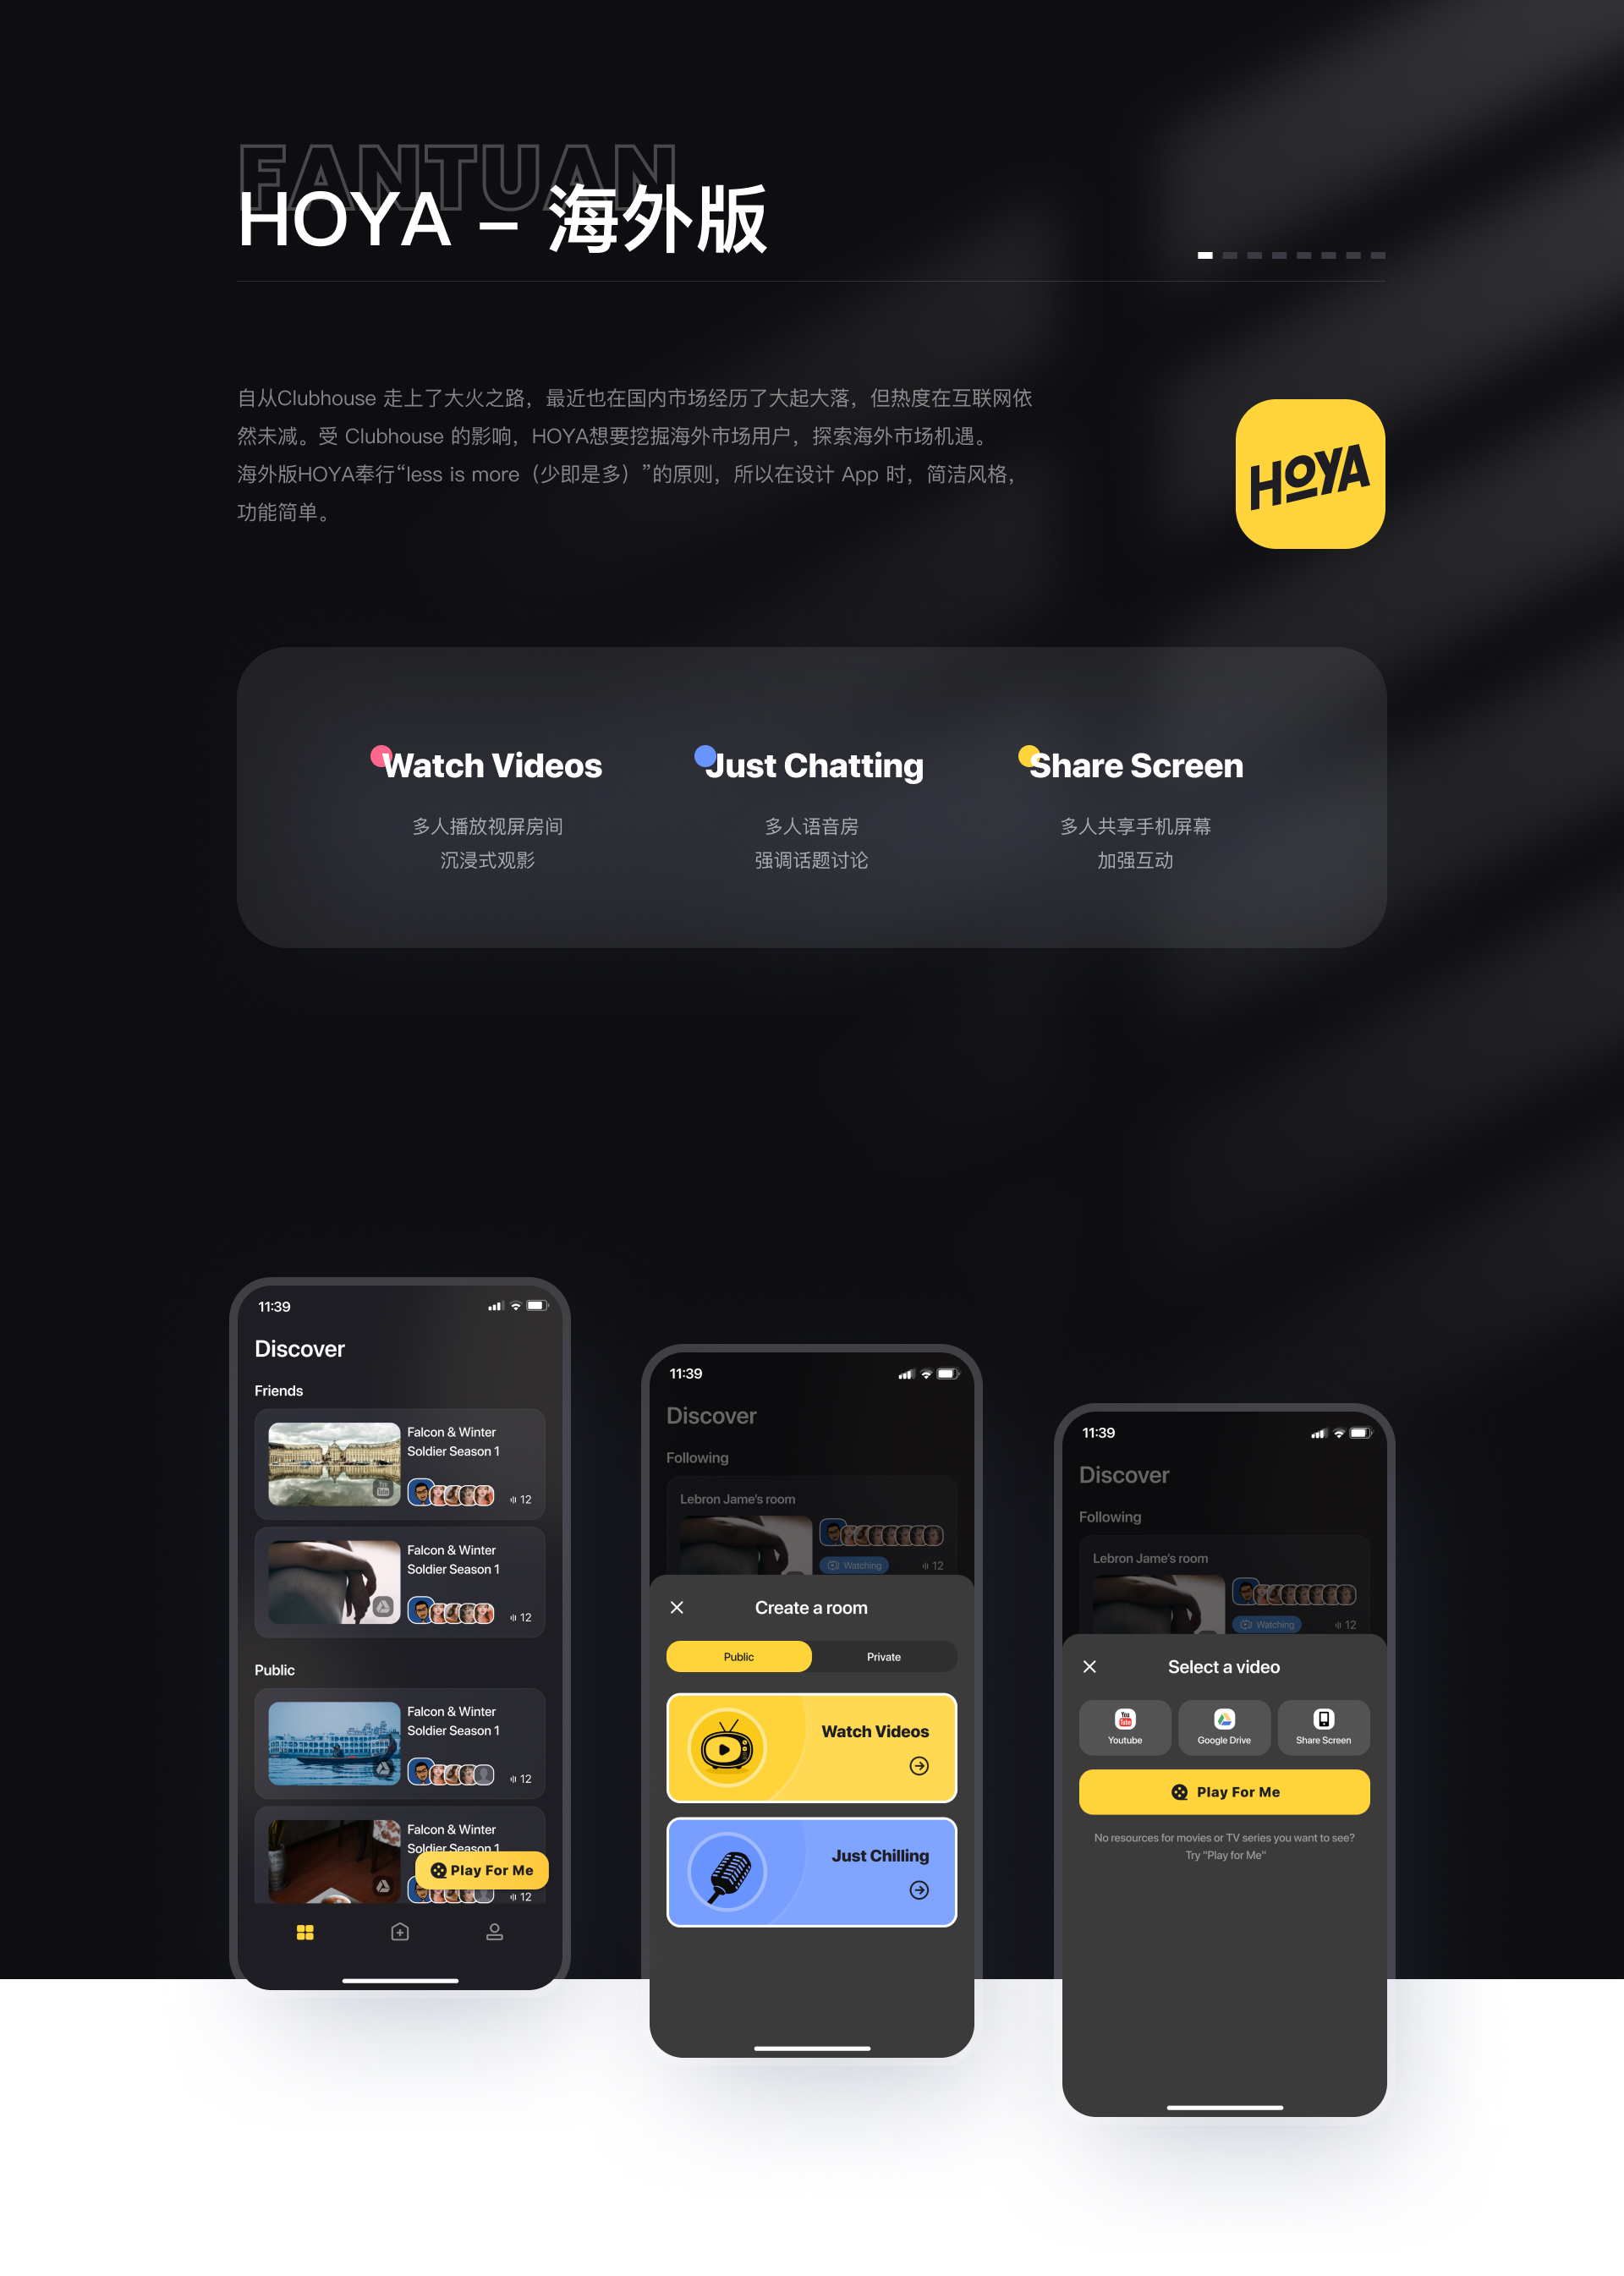 FANTUAN
HOYA – 海外版
自从Clubhouse 走上了大火之路，最近也在国内市场经历了大起大落，但热度在互联网依
然未减。受 Clubhouse 的影响，HOYA想要挖掘海外市场用户，探索海外市场机遇。
海外版HOYA奉行“less is more（少即是多）”的原则，所以在设计 App 时，简洁风格，
功能简单。
HOYA
Watch Videos
多人播放视屏房间
沉浸式观影
Just Chatting
多人语音房
强调话题讨论
Share Screen
多人共享手机屏幕
加强互动
11:39
Discover
Friends
Falcon & Winter
Soldier Season 1
You
Tube
12
Falcon & Winter
Soldier Season 1
12
Public
Falcon & Winter
Soldier Season 1
12
Falcon & Winter
Soldier Season 1
Play For Me
12
11:39
Discover
Following
Lebron Jame's room
Watching
12
Create a room
Public
Private
Watch Videos
Just Chilling
11:39
Discover
Following
Lebron Jame's room
Watching
12
Select a video
You
Tube
Youtube
Google Drive
Share Screen
Play For Me
No resources for movies or TV series you want to see?
Try "Play for Me"